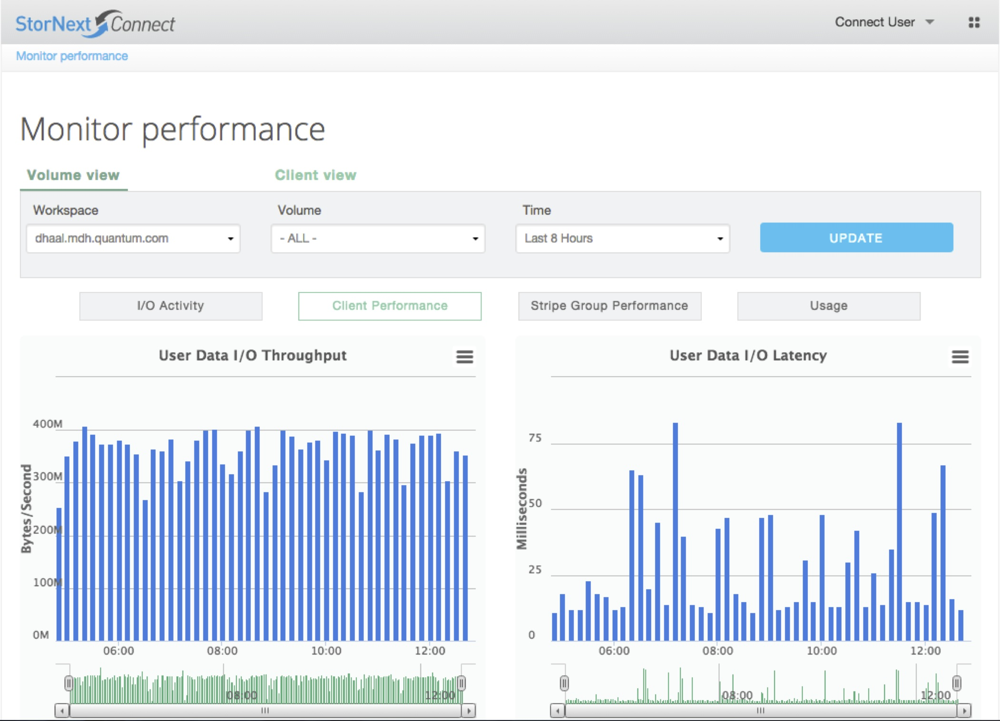 StorNext Connect
Connect User
Monitor performance
Monitor performance
Volume view
Client view
Workspace
Volume
Time
dhaal.mdh.quantum.com
- ALL -
Last 8 Hours
UPDATE
I/O Activity
Client Performance
Stripe Group Performance
Usage
User Data I/O Throughput
Bytes/Second
400M
300M
200M
100M
0M
06:00
08:00
10:00
12:00
08:00
12:00
User Data I/O Latency
Milliseconds
75
50
25
0
06:00
08:00
10:00
12:00
08:00
12:00